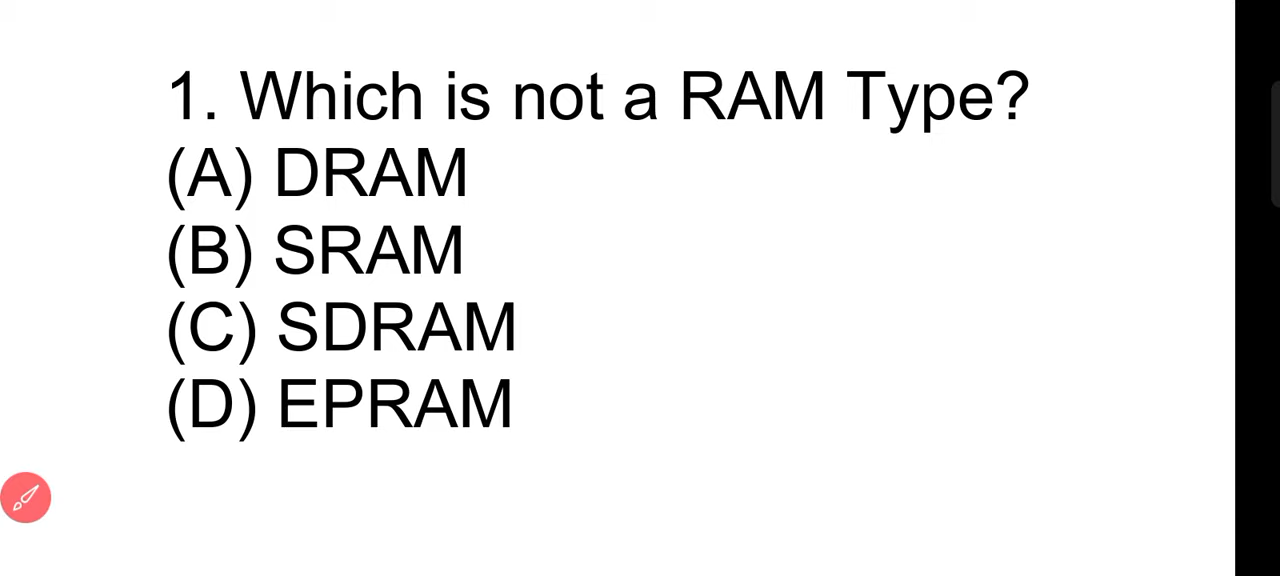 1. Which is not a RAM Type?
(A) DRAM
(B) SRAM
(C) SDRAM
(D) EPRAM